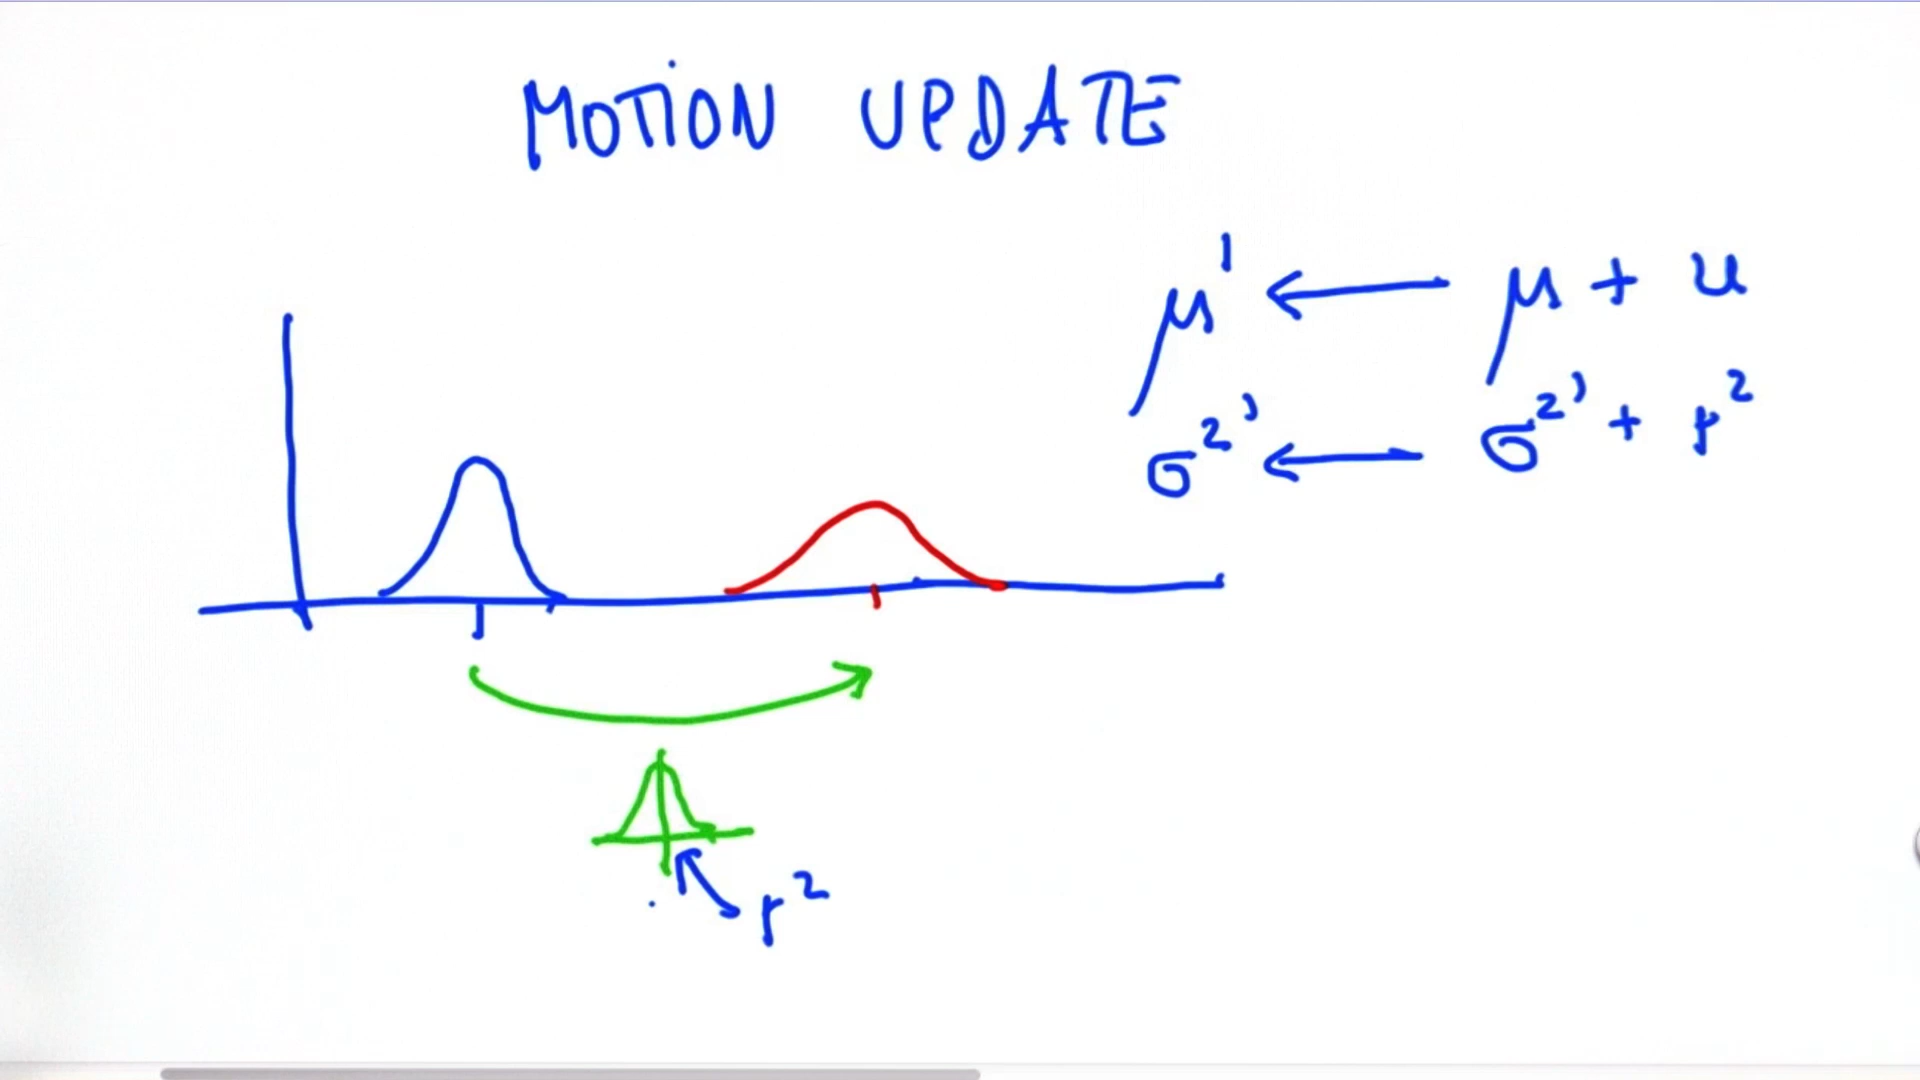 MOTION UPDATE
μ' ← μ + u
σ²' ← σ²' + r²
r²